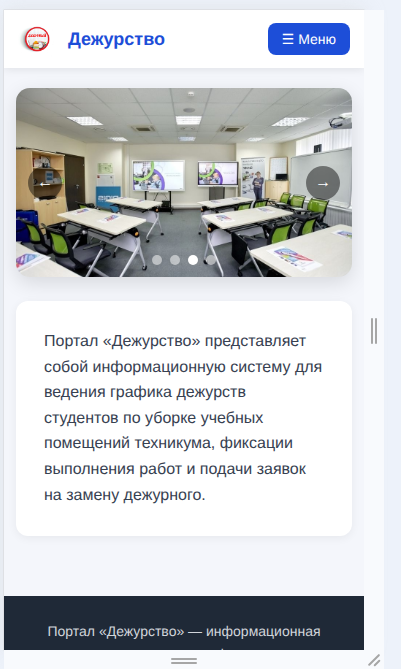 Дежурство
☰ Меню
←
→
Портал «Дежурство» представляет
собой информационную систему для
ведения графика дежурств
студентов по уборке учебных
помещений техникума, фиксации
выполнения работ и подачи заявок
на замену дежурного.
Портал «Дежурство» — информационная